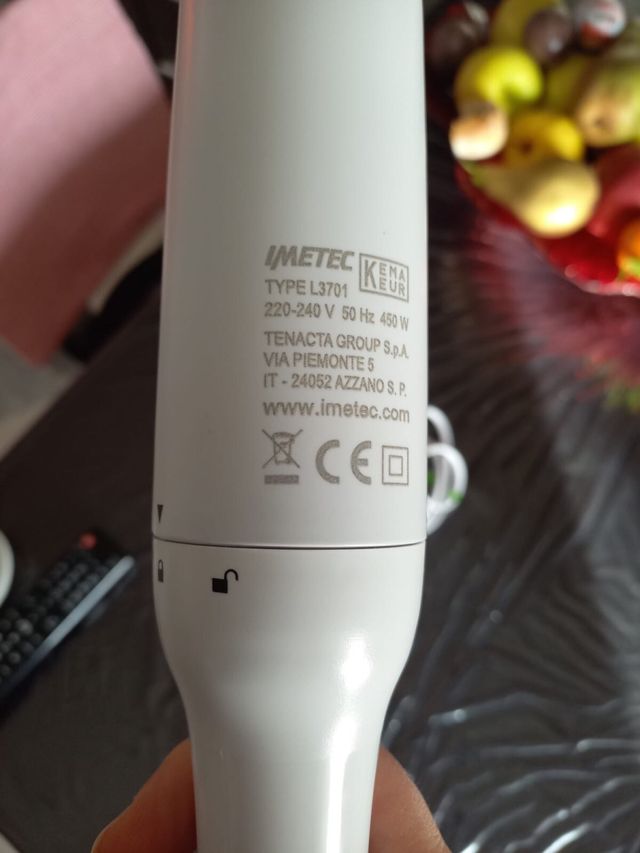 IMETEC
KEMA
KEUR
TYPE L3701
220-240 V 50 Hz 450 W
TENACTA GROUP S.p.A.
VIA PIEMONTE 5
IT - 24052 AZZANO S. P.
www.imetec.com
CE